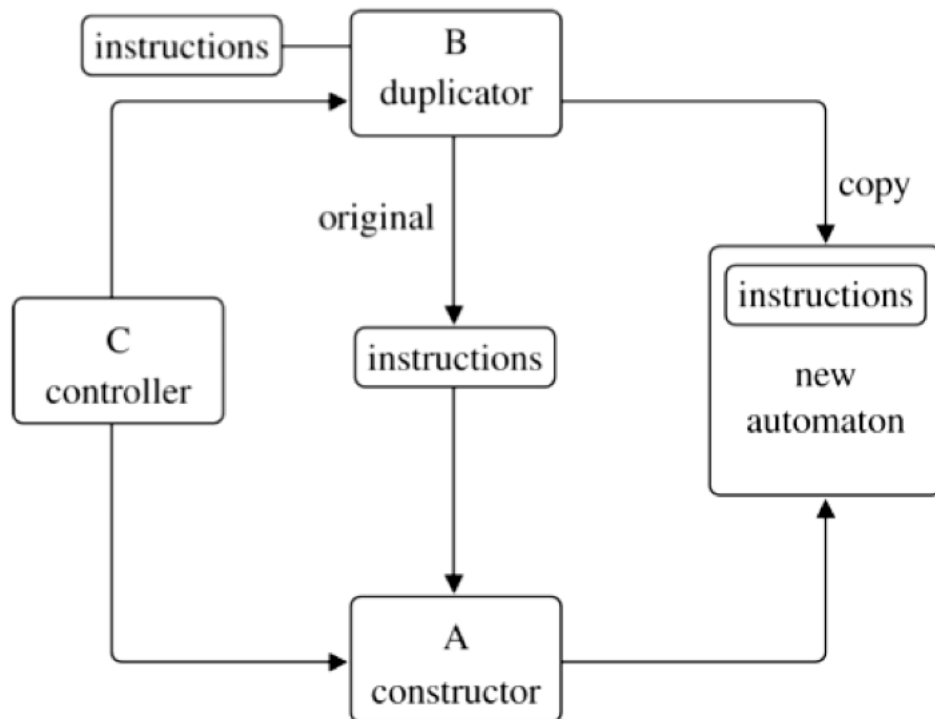 instructions
B
duplicator
original
copy
instructions
C
controller
instructions
new
automaton
A
constructor